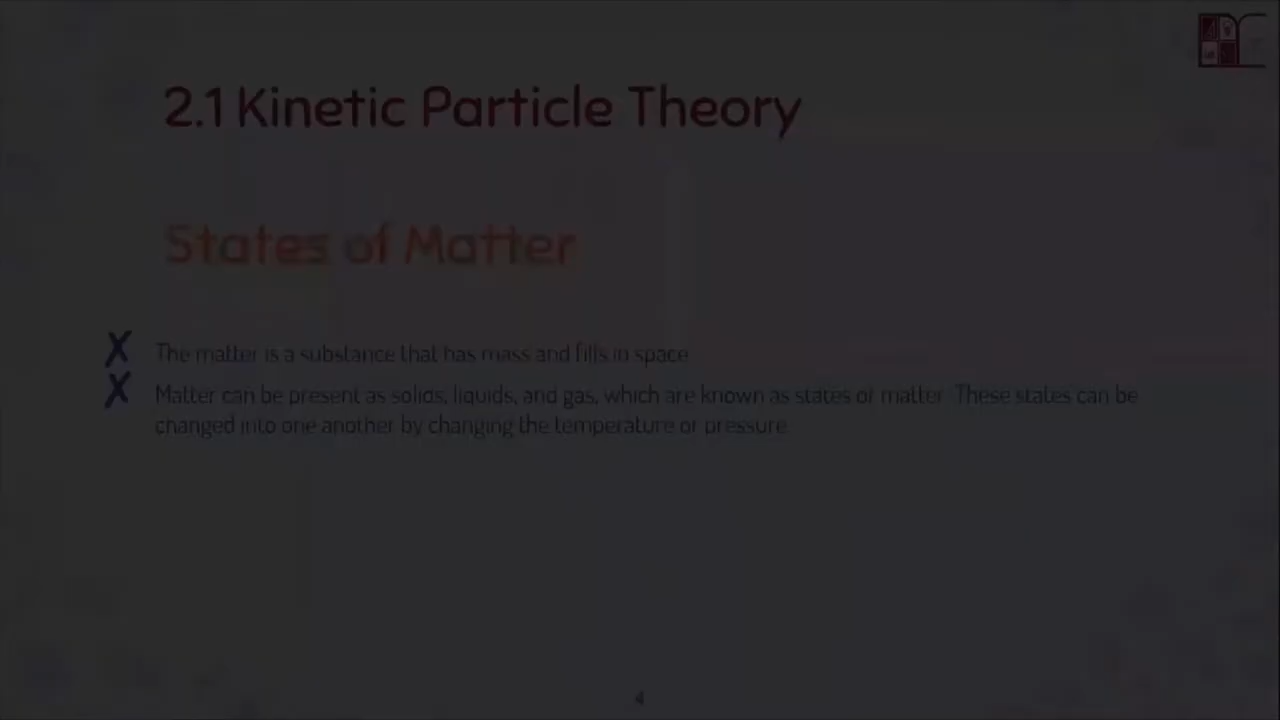 2.1 Kinetic Particle Theory
States of Matter
X The matter is a substance that has mass and fills in space.
X Matter can be present as solids, liquids, and gas, which are known as states of matter. These states can be
changed into one another by changing the temperature or pressure.
4